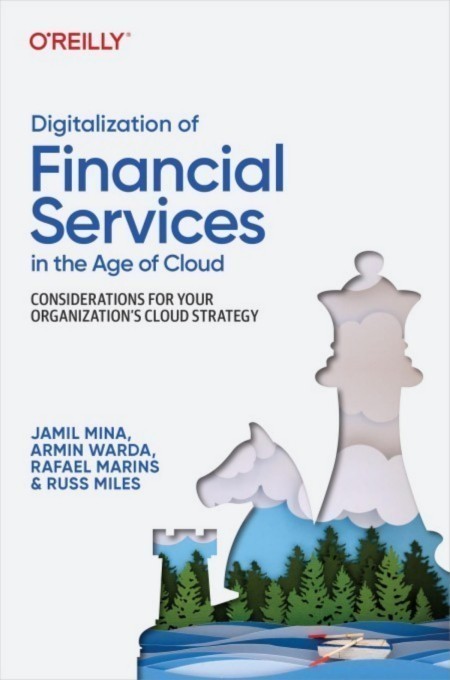 O'REILLY®
Digitalization of
Financial
Services
in the Age of Cloud
CONSIDERATIONS FOR YOUR
ORGANIZATION'S CLOUD STRATEGY
JAMIL MINA,
ARMIN WARDA,
RAFAEL MARINS
& RUSS MILES